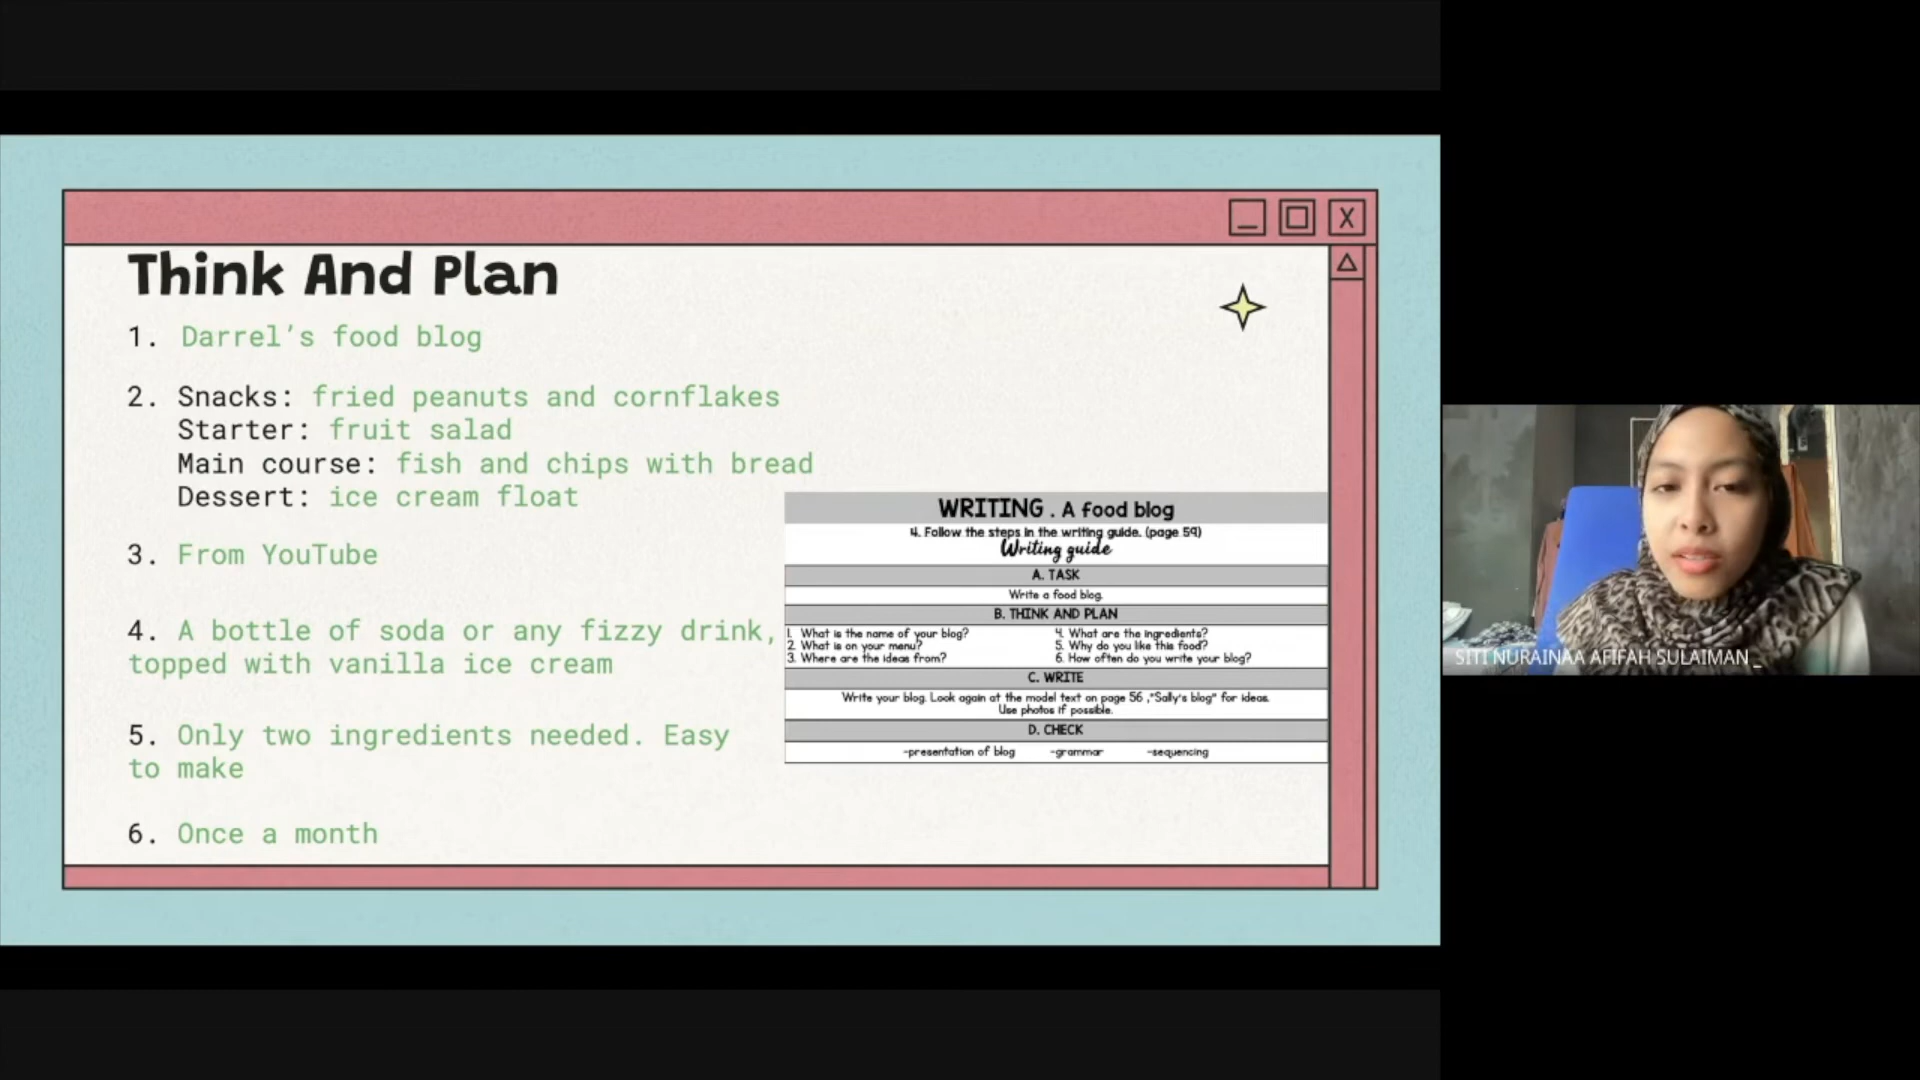 Think And Plan
1. Darrel's food blog
2. Snacks: fried peanuts and cornflakes
Starter: fruit salad
Main course: fish and chips with bread
Dessert: ice cream float
3. From YouTube
4. A bottle of soda or any fizzy drink,
topped with vanilla ice cream
5. Only two ingredients needed. Easy
to make
6. Once a month
WRITING . A food blog
4. Follow the steps in the writing guide. (page 59)
Writing guide
A. TASK
Write a food blog.
B. THINK AND PLAN
1. What is the name of your blog?
2. What is on your menu?
3. Where are the ideas from?
4. What are the ingredients?
5. Why do you like this food?
6. How often do you write your blog?
C. WRITE
Write your blog. Look again at the model text on page 56 ,"Sally's blog" for ideas.
Use photos if possible.
D. CHECK
-presentation of blog -grammar -sequencing
SITI NURAINAA AFIFAH SULAIMAN _